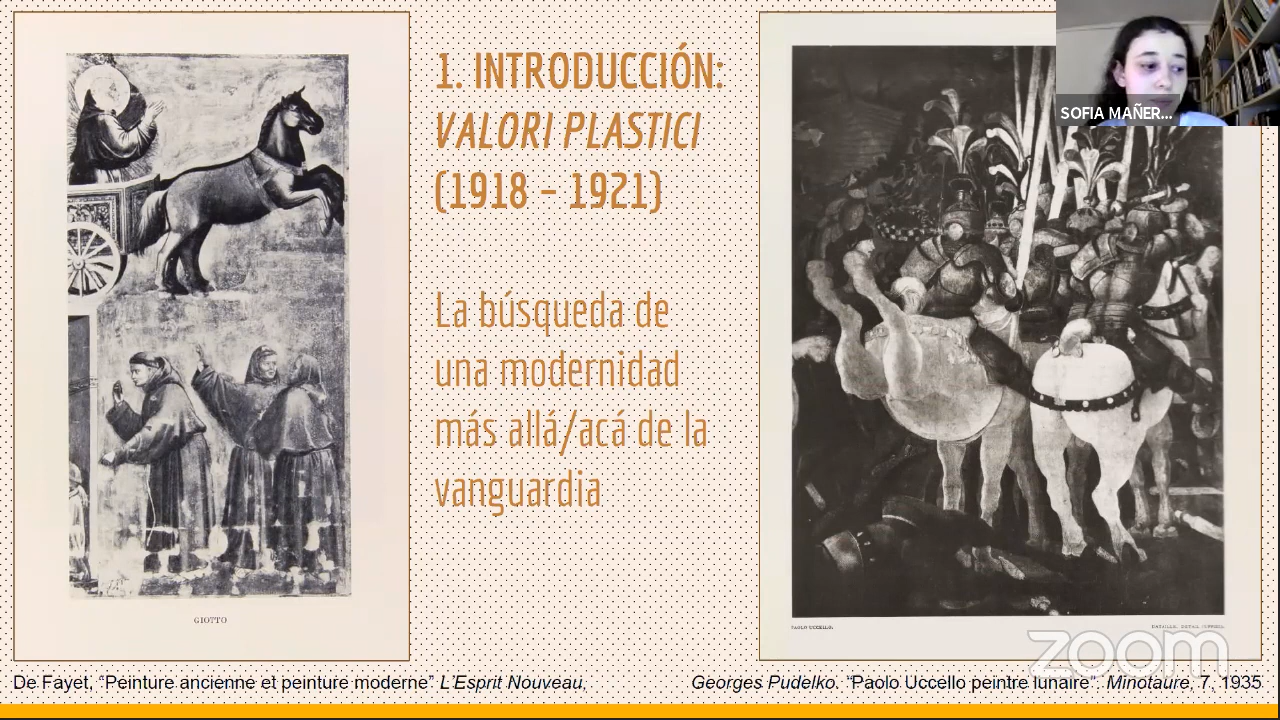 1. INTRODUCCIÓN:
VALORI PLASTICI
(1918 – 1921)
La búsqueda de
una modernidad
más allá/acá de la
vanguardia
SOFIA MAÑER...
GIOTTO
PAOLO UCCELLO.
zoom
De Fayet, “Peinture ancienne et peinture moderne” L’Esprit Nouveau,
Georges Pudelko. “Paolo Uccello peintre lunaire”. Minotaure, 7, 1935